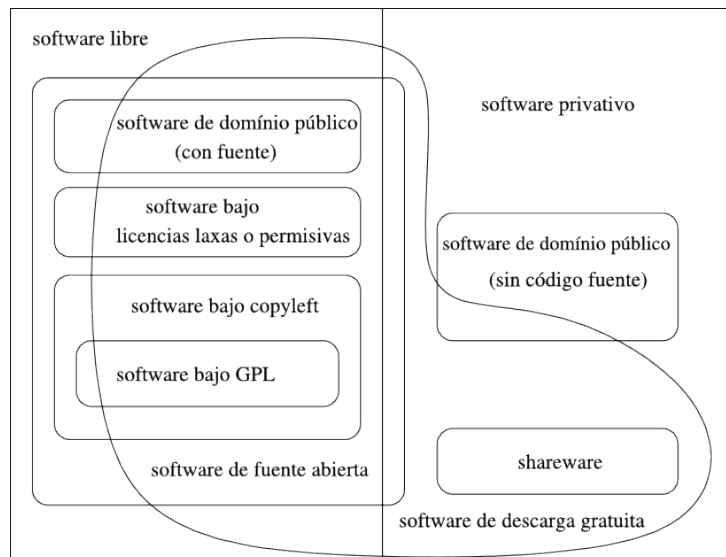 software libre
software de domínio público
(con fuente)
software bajo
licencias laxas o permisivas
software bajo copyleft
software bajo GPL
software de fuente abierta
software privativo
software de domínio público
(sin código fuente)
shareware
software de descarga gratuita